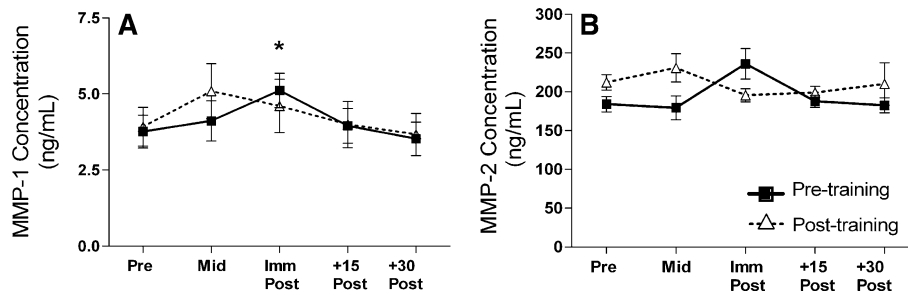 A
MMP-1 Concentration
(ng/mL)
7.5
5.0
2.5
0.0
*
Pre
Mid
Imm
Post
+15
Post
+30
Post
B
MMP-2 Concentration
(ng/mL)
300
250
200
150
100
50
0
Pre-training
Post-training
Pre
Mid
Imm
Post
+15
Post
+30
Post